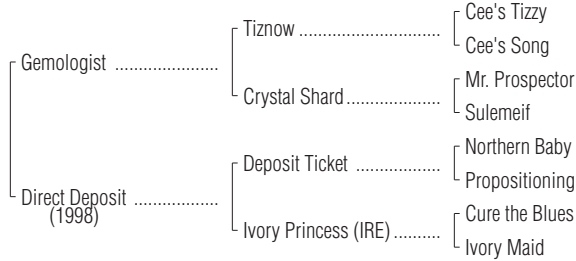 Cee's Tizzy
Tiznow ........................................
Cee's Song
Gemologist .............................
Mr. Prospector
Crystal Shard...........................
Sulemeif
Northern Baby
Deposit Ticket ........................
Propositioning
Direct Deposit ........................
(1998)
Cure the Blues
Ivory Princess (IRE)..............
Ivory Maid